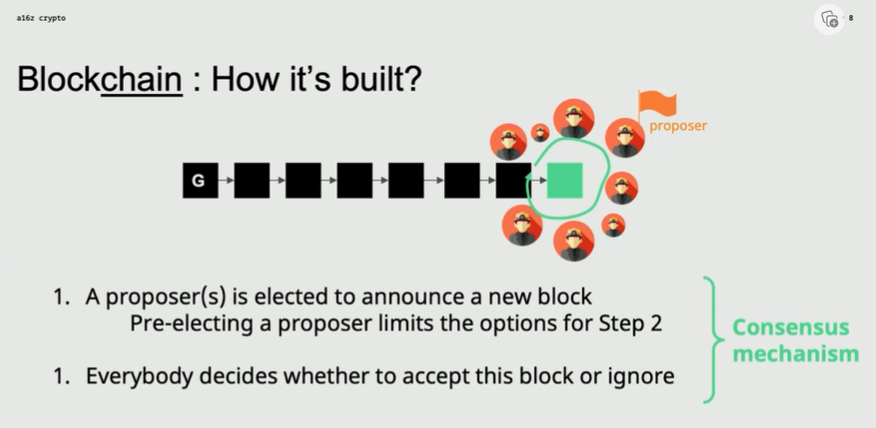 a16z crypto
8
Blockchain : How it's built?
proposer
G
1. A proposer(s) is elected to announce a new block
Pre-electing a proposer limits the options for Step 2
1. Everybody decides whether to accept this block or ignore
Consensus
mechanism